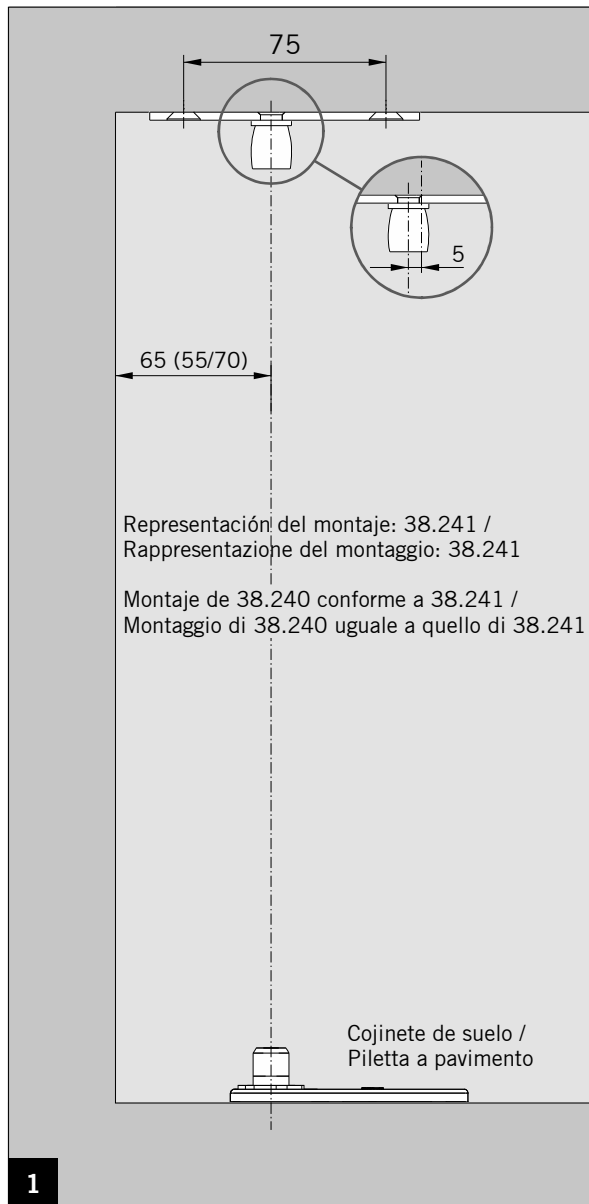 75
5
65 (55/70)
Representación del montaje: 38.241 /
Rappresentazione del montaggio: 38.241
Montaje de 38.240 conforme a 38.241 /
Montaggio di 38.240 uguale a quello di 38.241
Cojinete de suelo /
Piletta a pavimento
1